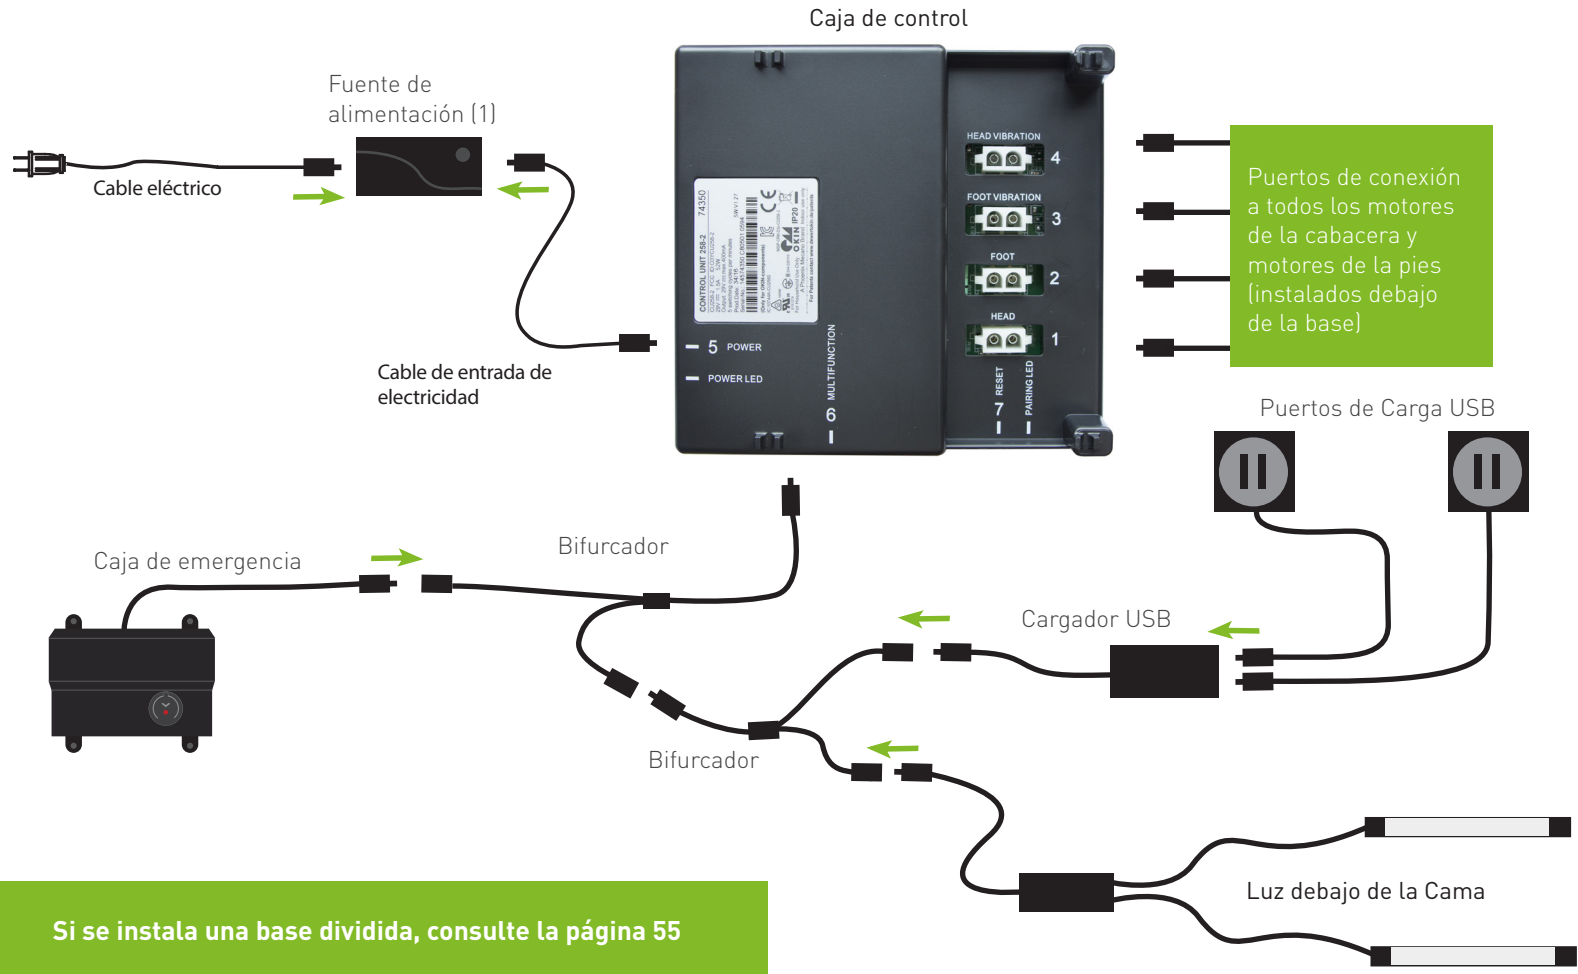 Caja de control
Fuente de
alimentación (1)
Cable eléctrico
Cable de entrada de
electricidad
CONTROL UNIT 258-2 74350
HEAD VIBRATION
4
FOOT VIBRATION
3
FOOT
2
HEAD
1
5 POWER
POWER LED
MULTIFUNCTION
6
RESET
7
PAIRING LED
OKIN IP20
Puertos de conexión
a todos los motores
de la cabacera y
motores de la pies
(instalados debajo
de la base)
Puertos de Carga USB
Caja de emergencia
Bifurcador
Cargador USB
Bifurcador
Luz debajo de la Cama
Si se instala una base dividida, consulte la página 55